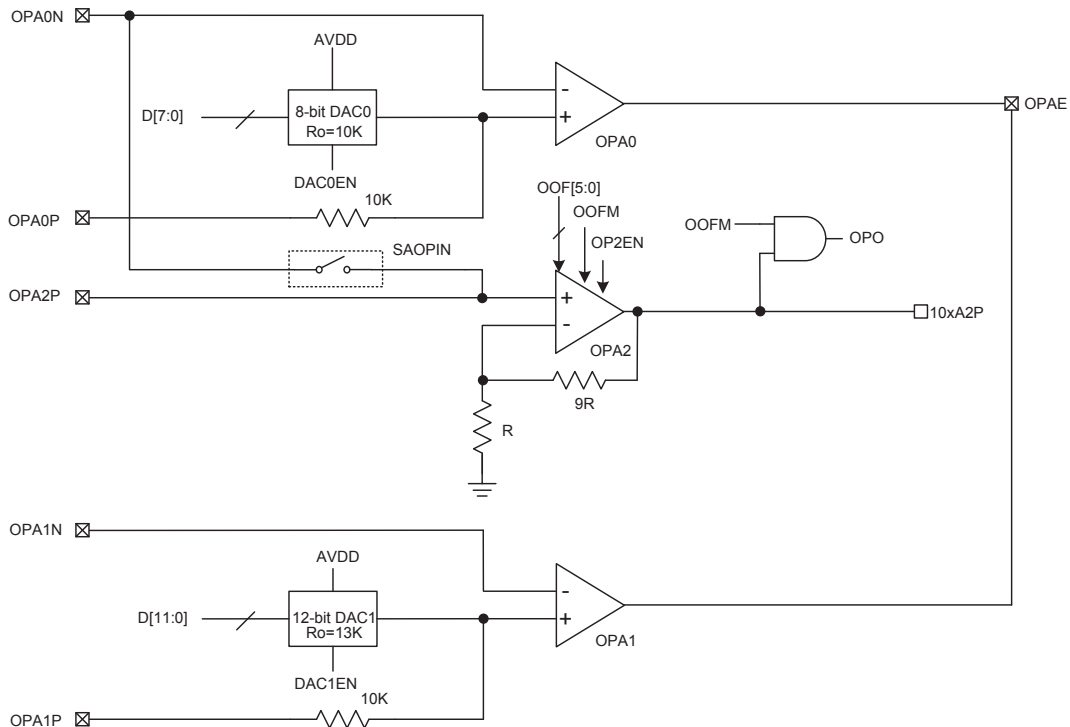 OPA0N
AVDD
D[7:0]
8-bit DAC0
Ro=10K
DAC0EN
-
+
OPA0
OPAE
10K
OPA0P
OOF[5:0]
OOFM
OP2EN
OOFM
OPO
SAOPIN
OPA2P
+
-
OPA2
10xA2P
9R
R
OPA1N
AVDD
D[11:0]
12-bit DAC1
Ro=13K
DAC1EN
-
+
OPA1
10K
OPA1P